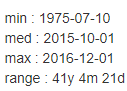 min : 1975-07-10
med : 2015-10-01
max : 2016-12-01
range : 41y 4m 21d